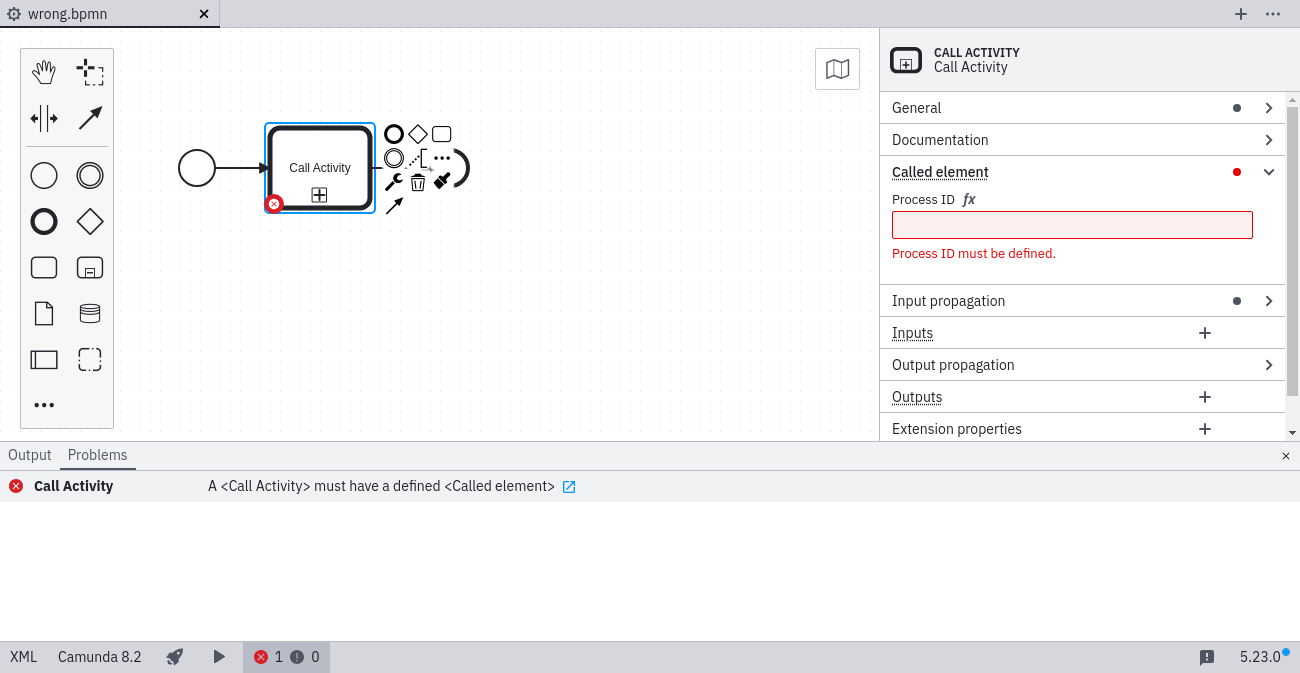 wrong.bpmn
CALL ACTIVITY
Call Activity
General
Documentation
Called element
Process ID fx
Process ID must be defined.
Input propagation
Inputs
Output propagation
Outputs
Extension properties
Call Activity
Output Problems
Call Activity A <Call Activity> must have a defined <Called element>
XML Camunda 8.2 1 0 5.23.0